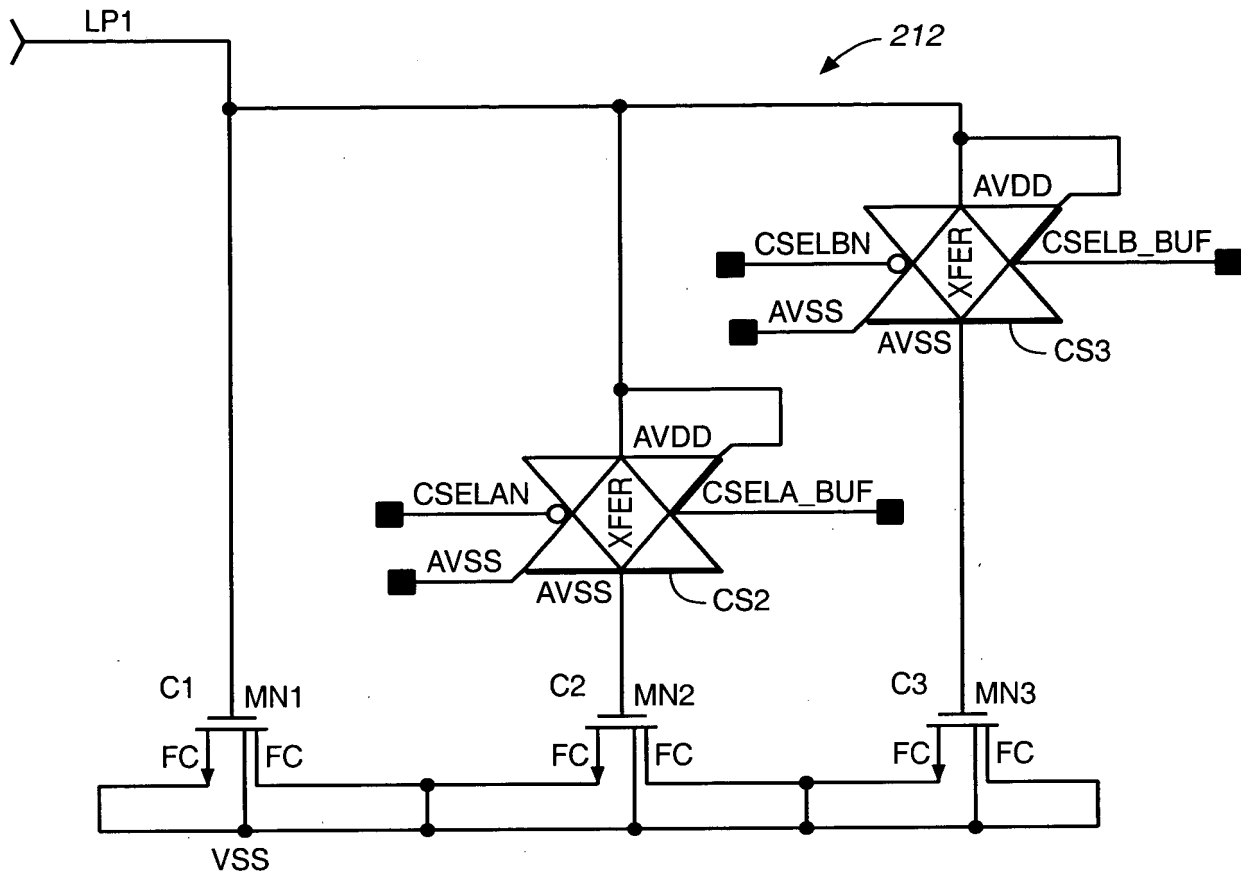 LP1
212
AVDD
CSELBN
XFER
CSELB_BUF
AVSS
AVSS
CS3
AVDD
CSELAN
XFER
CSELA_BUF
AVSS
AVSS
CS2
C1
MN1
C2
MN2
C3
MN3
FC
FC
FC
FC
FC
FC
VSS